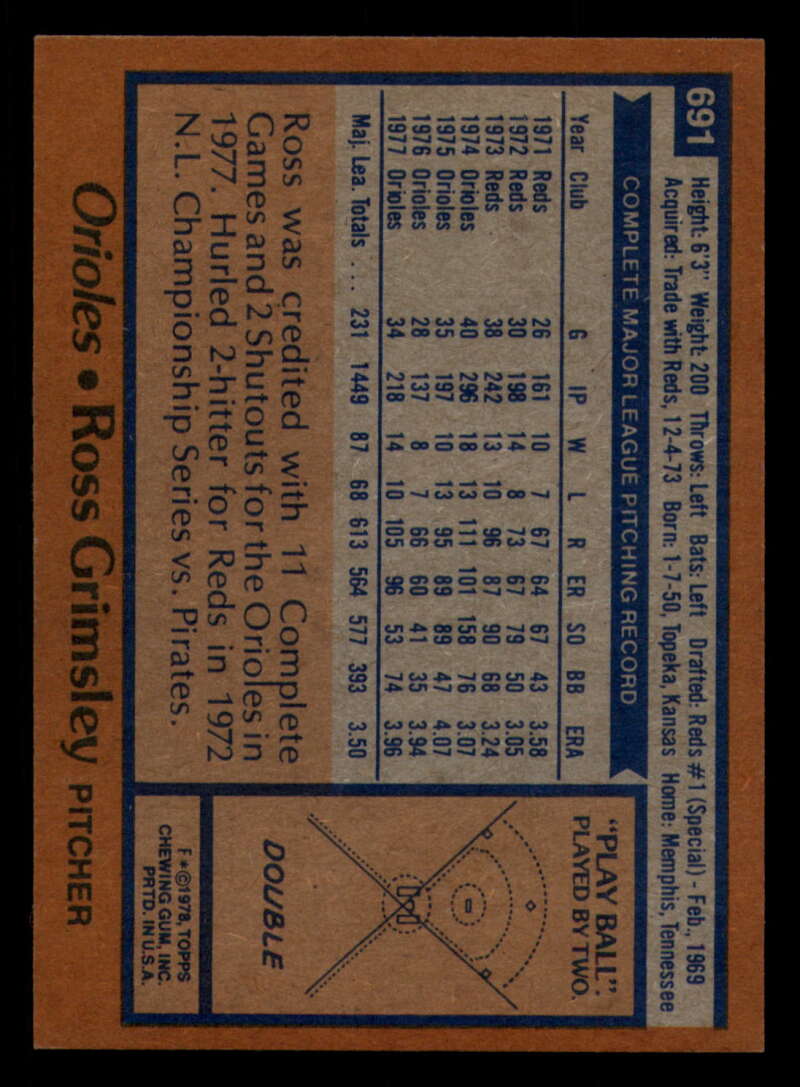 691
Height: 6'3" Weight: 200 Throws: Left Bats: Left Drafted: Reds #1 (Special) - Feb., 1969
Acquired: Trade with Reds, 12-4-73 Born: 1-7-50, Topeka, Kansas Home: Memphis, Tennessee
COMPLETE MAJOR LEAGUE PITCHING RECORD
Year Club G IP W L R ER SO BB ERA
1971 Reds 26 161 10 7 67 64 67 43 3.58
1972 Reds 30 198 14 8 73 67 79 50 3.05
1973 Reds 38 242 13 10 96 87 90 68 3.24
1974 Orioles 40 296 18 13 111 101 158 76 3.07
1975 Orioles 35 197 10 13 95 89 89 47 4.07
1976 Orioles 28 137 8 7 66 60 41 35 3.94
1977 Orioles 34 218 14 10 105 96 53 74 3.96
Maj. Lea. Totals .... 231 1449 87 68 613 564 577 393 3.50
Ross was credited with 11 Complete
Games and 2 Shutouts for the Orioles in
1977. Hurled 2-hitter for Reds in 1972
N.L. Championship Series vs. Pirates.
"PLAY BALL":
PLAYED BY TWO.
DOUBLE
F*©1978, TOPPS
CHEWING GUM, INC.
PRTD. IN U.S.A.
Orioles • Ross Grimsley PITCHER